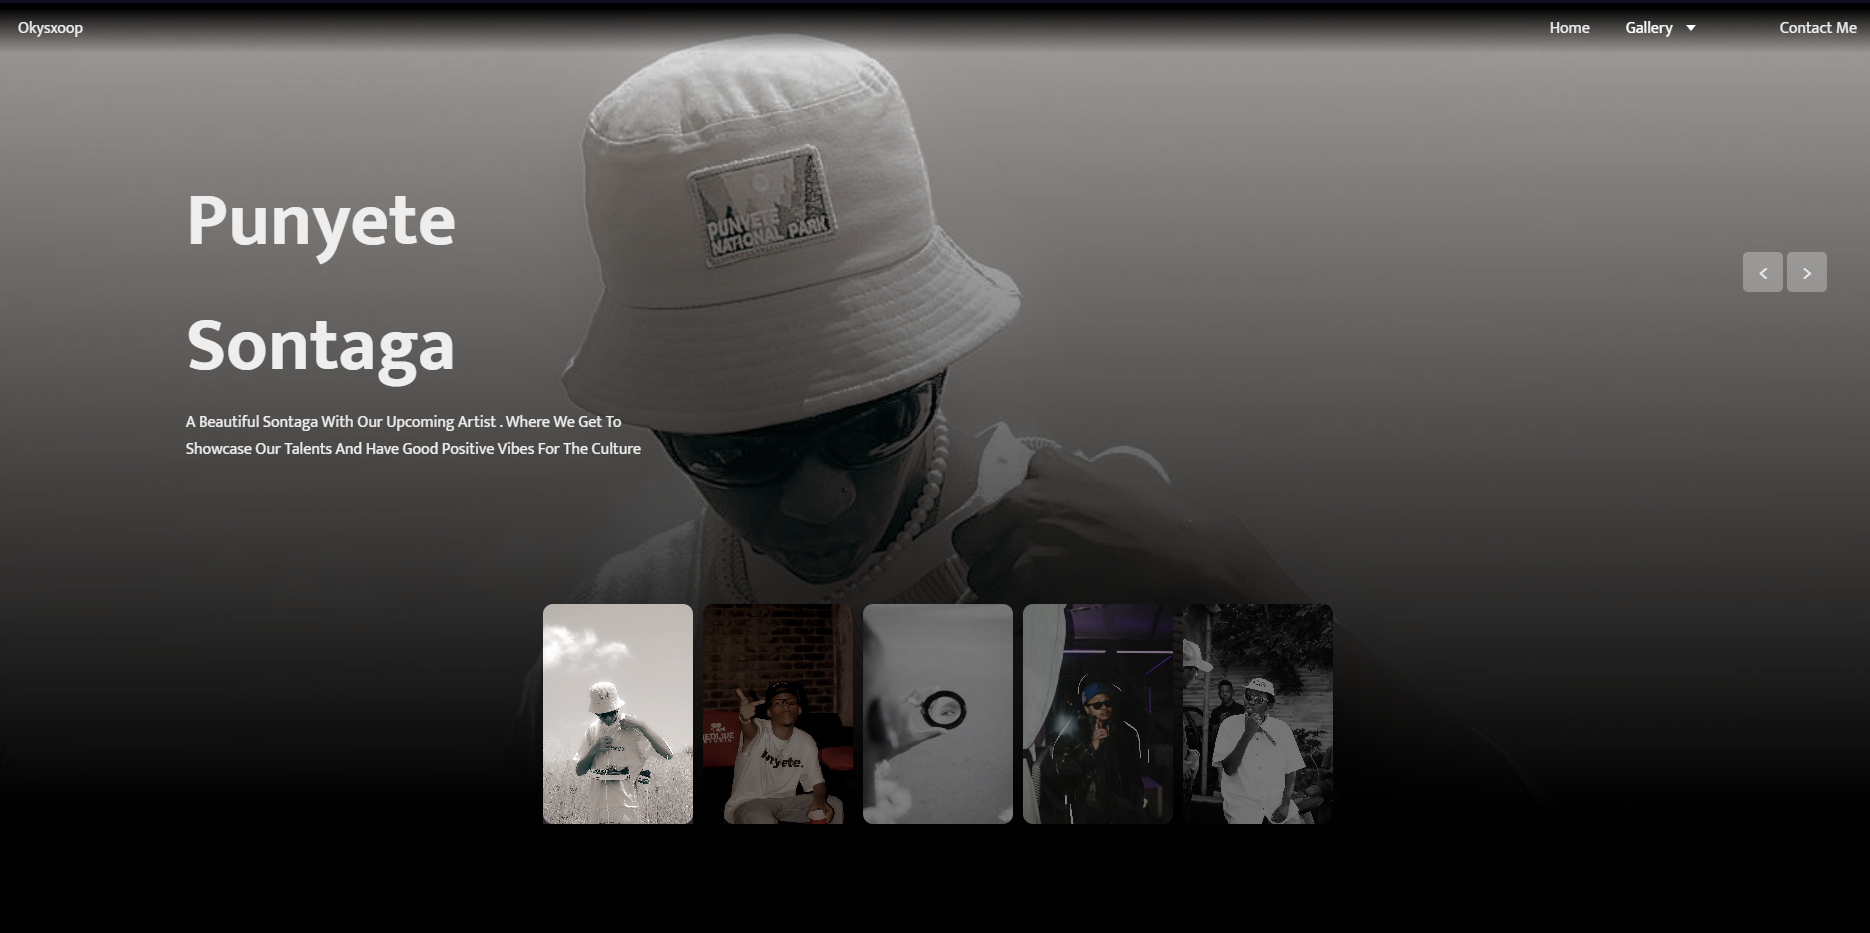 Okysxoop
Home
Gallery
Contact Me
PUNYETE
NATIONAL PARK
Punyete
Sontaga
A Beautiful Sontaga With Our Upcoming Artist . Where We Get To
Showcase Our Talents And Have Good Positive Vibes For The Culture